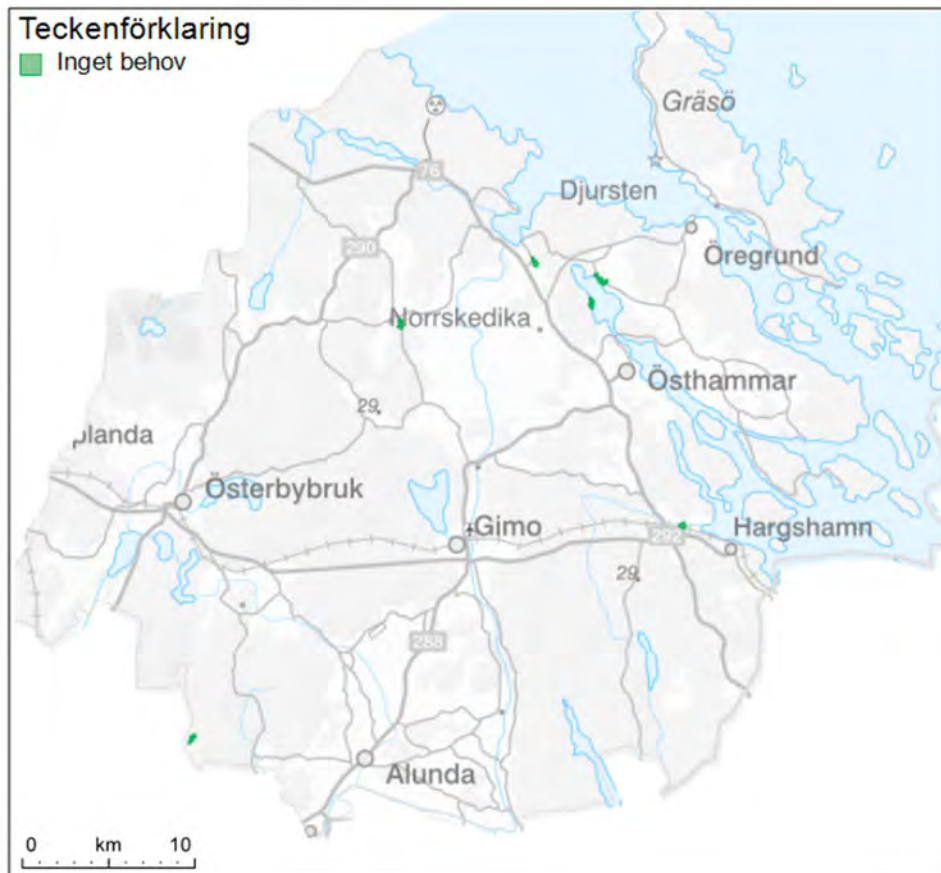 Teckenförklaring
Inget behov
Gräsö
76
Djursten
290
Öregrund
Norrskedika
Östhammar
29
Österbybruk
Gimo
292
Hargshamn
29
288
Alunda
0 km 10